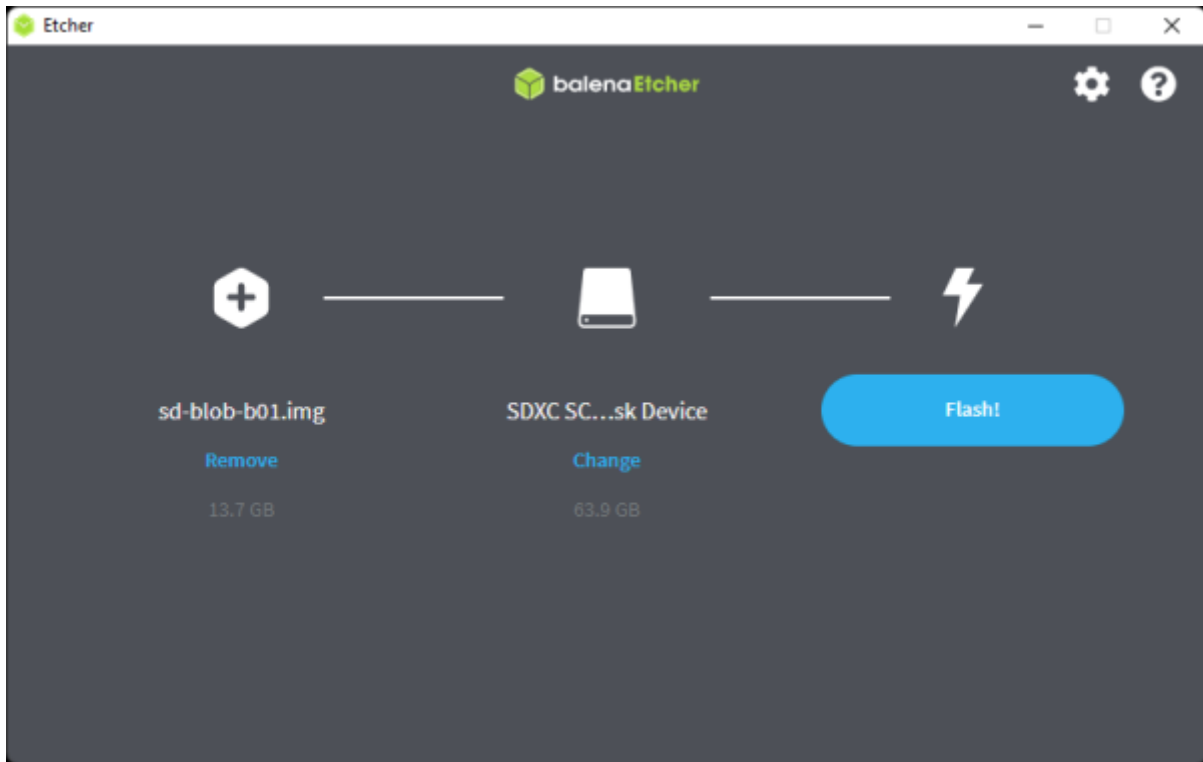 Etcher
balenaEtcher
sd-blob-b01.img
SDXC SC...sk Device
Flash!
Remove
Change
13.7 GB
63.9 GB